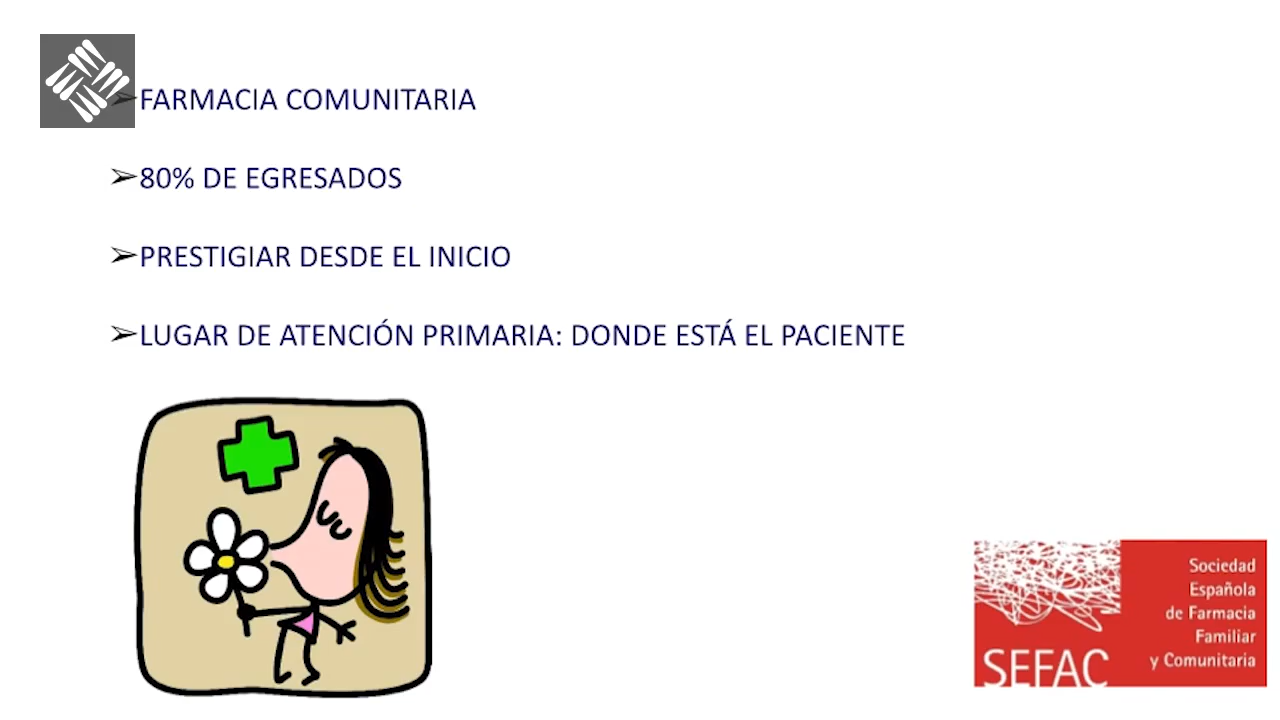 ➢FARMACIA COMUNITARIA
➢80% DE EGRESADOS
➢PRESTIGIAR DESDE EL INICIO
➢LUGAR DE ATENCIÓN PRIMARIA: DONDE ESTÁ EL PACIENTE
Sociedad
Española
de Farmacia
Familiar
y Comunitaria
SEFAC